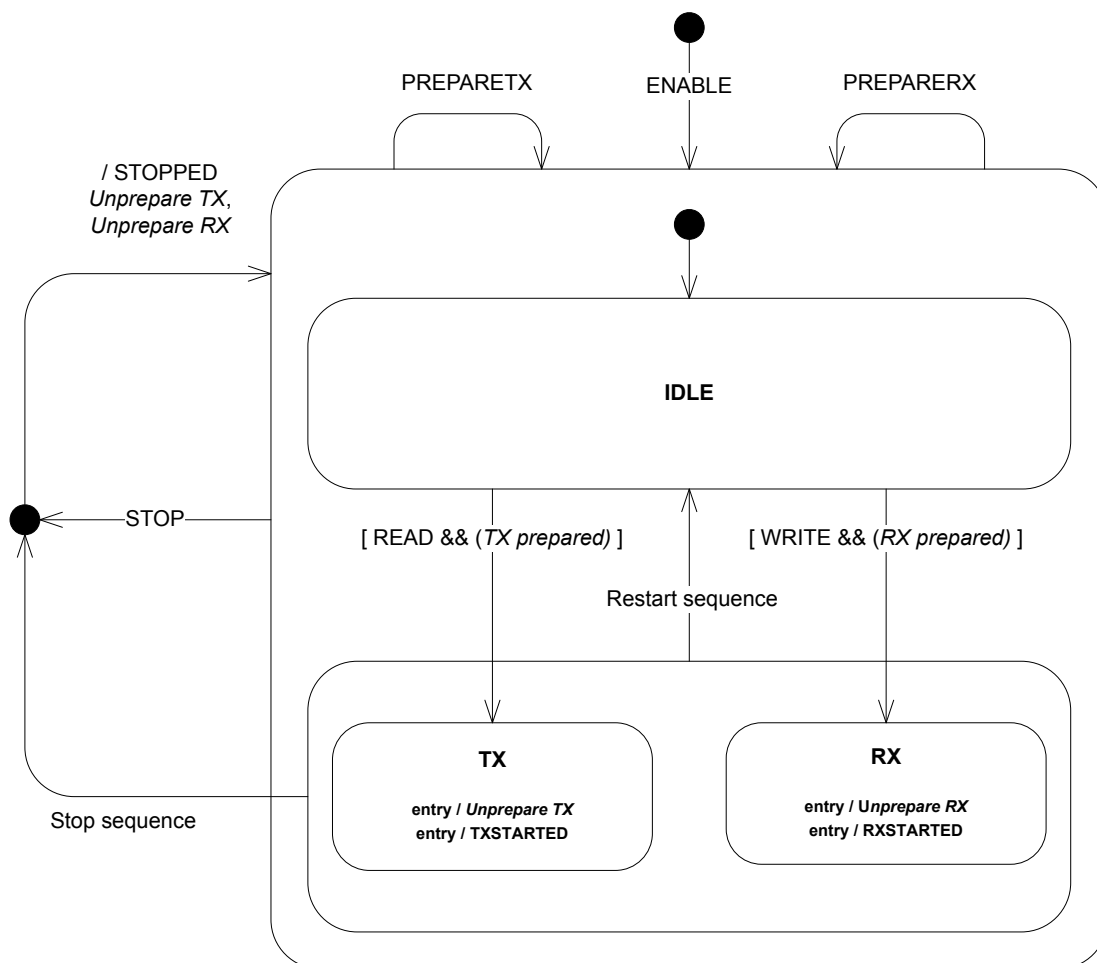 PREPARETX
ENABLE
PREPARERX
/ STOPPED
Unprepare TX,
Unprepare RX
IDLE
STOP
[ READ && (TX prepared) ]
[ WRITE && (RX prepared) ]
Restart sequence
TX
entry / Unprepare TX
entry / TXSTARTED
RX
entry / Unprepare RX
entry / RXSTARTED
Stop sequence